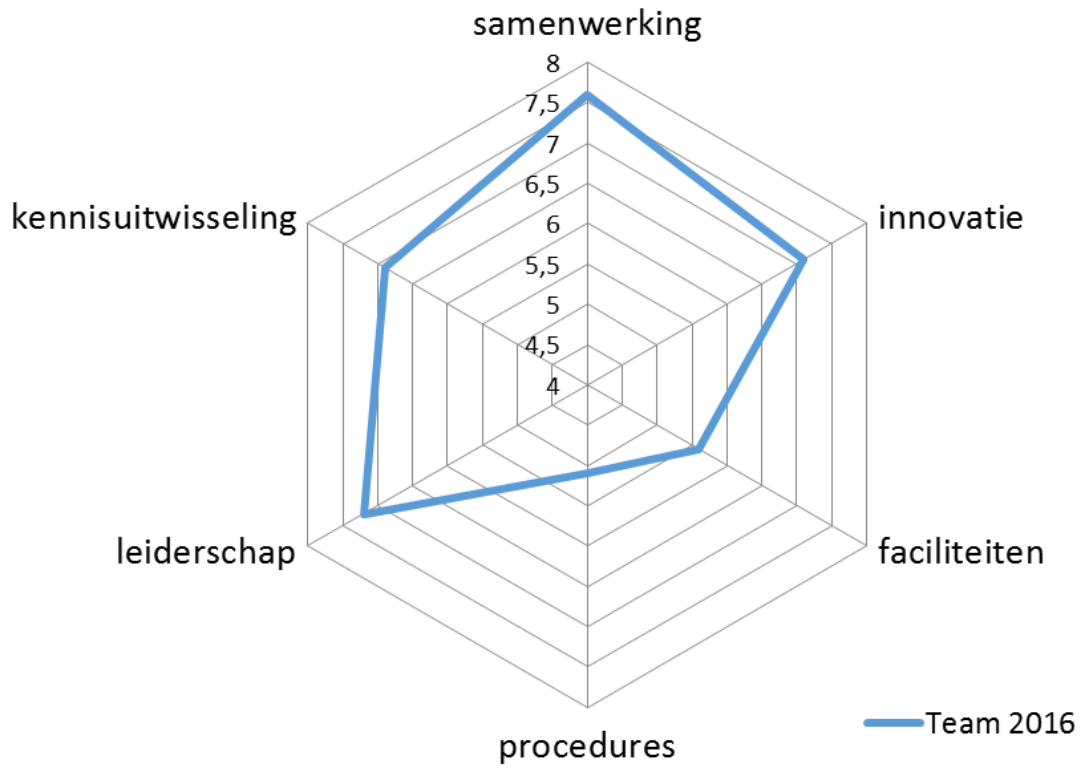 samenwerking
8
7,5
7
6,5
6
5,5
5
4,5
4
kennisuitwisseling
innovatie
leiderschap
faciliteiten
procedures
Team 2016